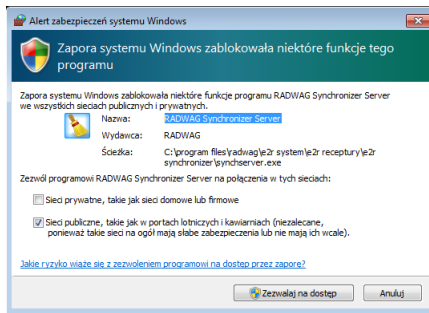 Alert zabezpieczeń systemu Windows
Zapora systemu Windows zablokowała niektóre funkcje tego
programu
Zapora systemu Windows zablokowała niektóre funkcje programu RADWAG Synchronizer Server
we wszystkich sieciach publicznych i prywatnych.
Nazwa: RADWAG Synchronizer Server
Wydawca: RADWAG
Ścieżka: C:\program files\radwag\e2r system\e2r receptury\e2r
synchronizer\synchserver.exe
Zezwól programowi RADWAG Synchronizer Server na połączenia w tych sieciach:
Sieci prywatne, takie jak sieci domowe lub firmowe
Sieci publiczne, takie jak w portach lotniczych i kawiarniach (niezalecane,
ponieważ takie sieci na ogół mają słabe zabezpieczenia lub nie mają ich wcale).
Jakie ryzyko wiąże się z zezwoleniem programowi na dostęp przez zaporę?
Zezwalaj na dostęp Anuluj